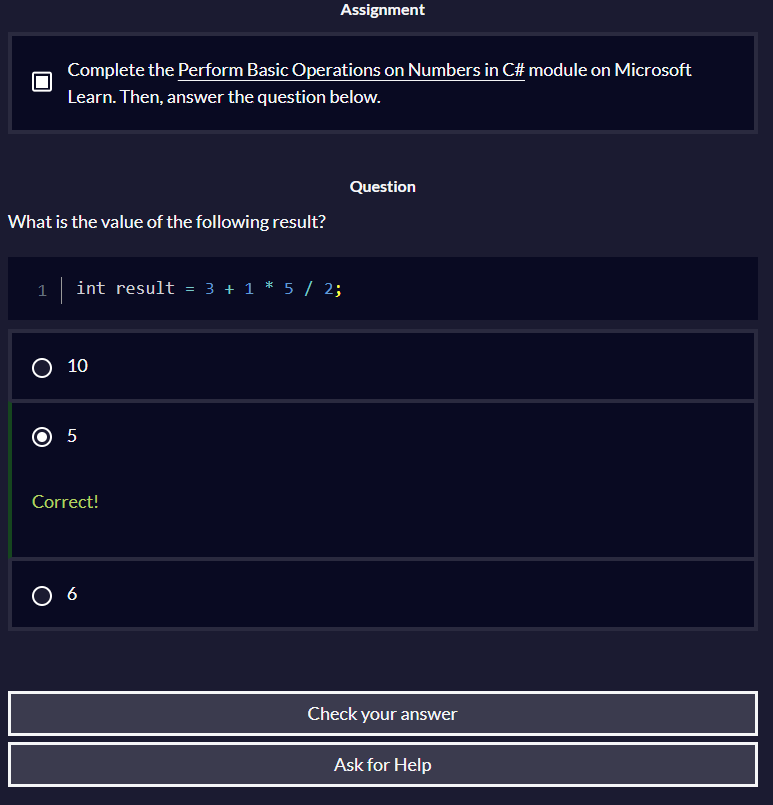 Assignment
Complete the Perform Basic Operations on Numbers in C# module on Microsoft
Learn. Then, answer the question below.
Question
What is the value of the following result?
1 int result = 3 + 1 * 5 / 2;
10
5
Correct!
6
Check your answer
Ask for Help